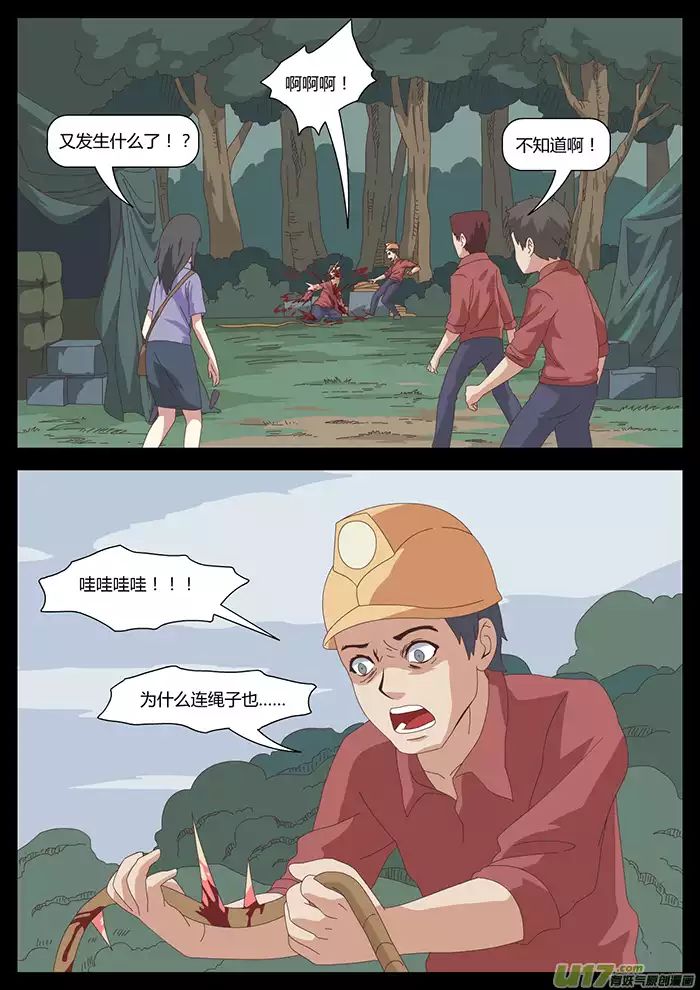 啊啊啊！
又发生什么了！？
不知道啊！
哇哇哇哇！！！
为什么连绳子也……
U17.com
有妖气原创漫画